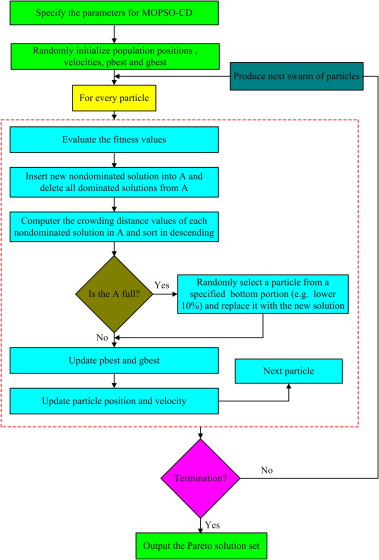 Specify the parameters for MOPSO-CD
Randomly initialize population positions ,
velocities, pbest and gbest
Produce next swarm of particles
For every particle
Evaluate the fitness values
Insert new nondominated solution into A and
delete all dominated solutions from A
Computer the crowding distance values of each
nondominated solution in A and sort in descending
Is the A full?
Yes
Randomly select a particle from a
specified bottom portion (e.g. lower
10%) and replace it with the new solution
No
Update pbest and gbest
Next particle
Update particle position and velocity
Termination?
No
Yes
Output the Pareto solution set